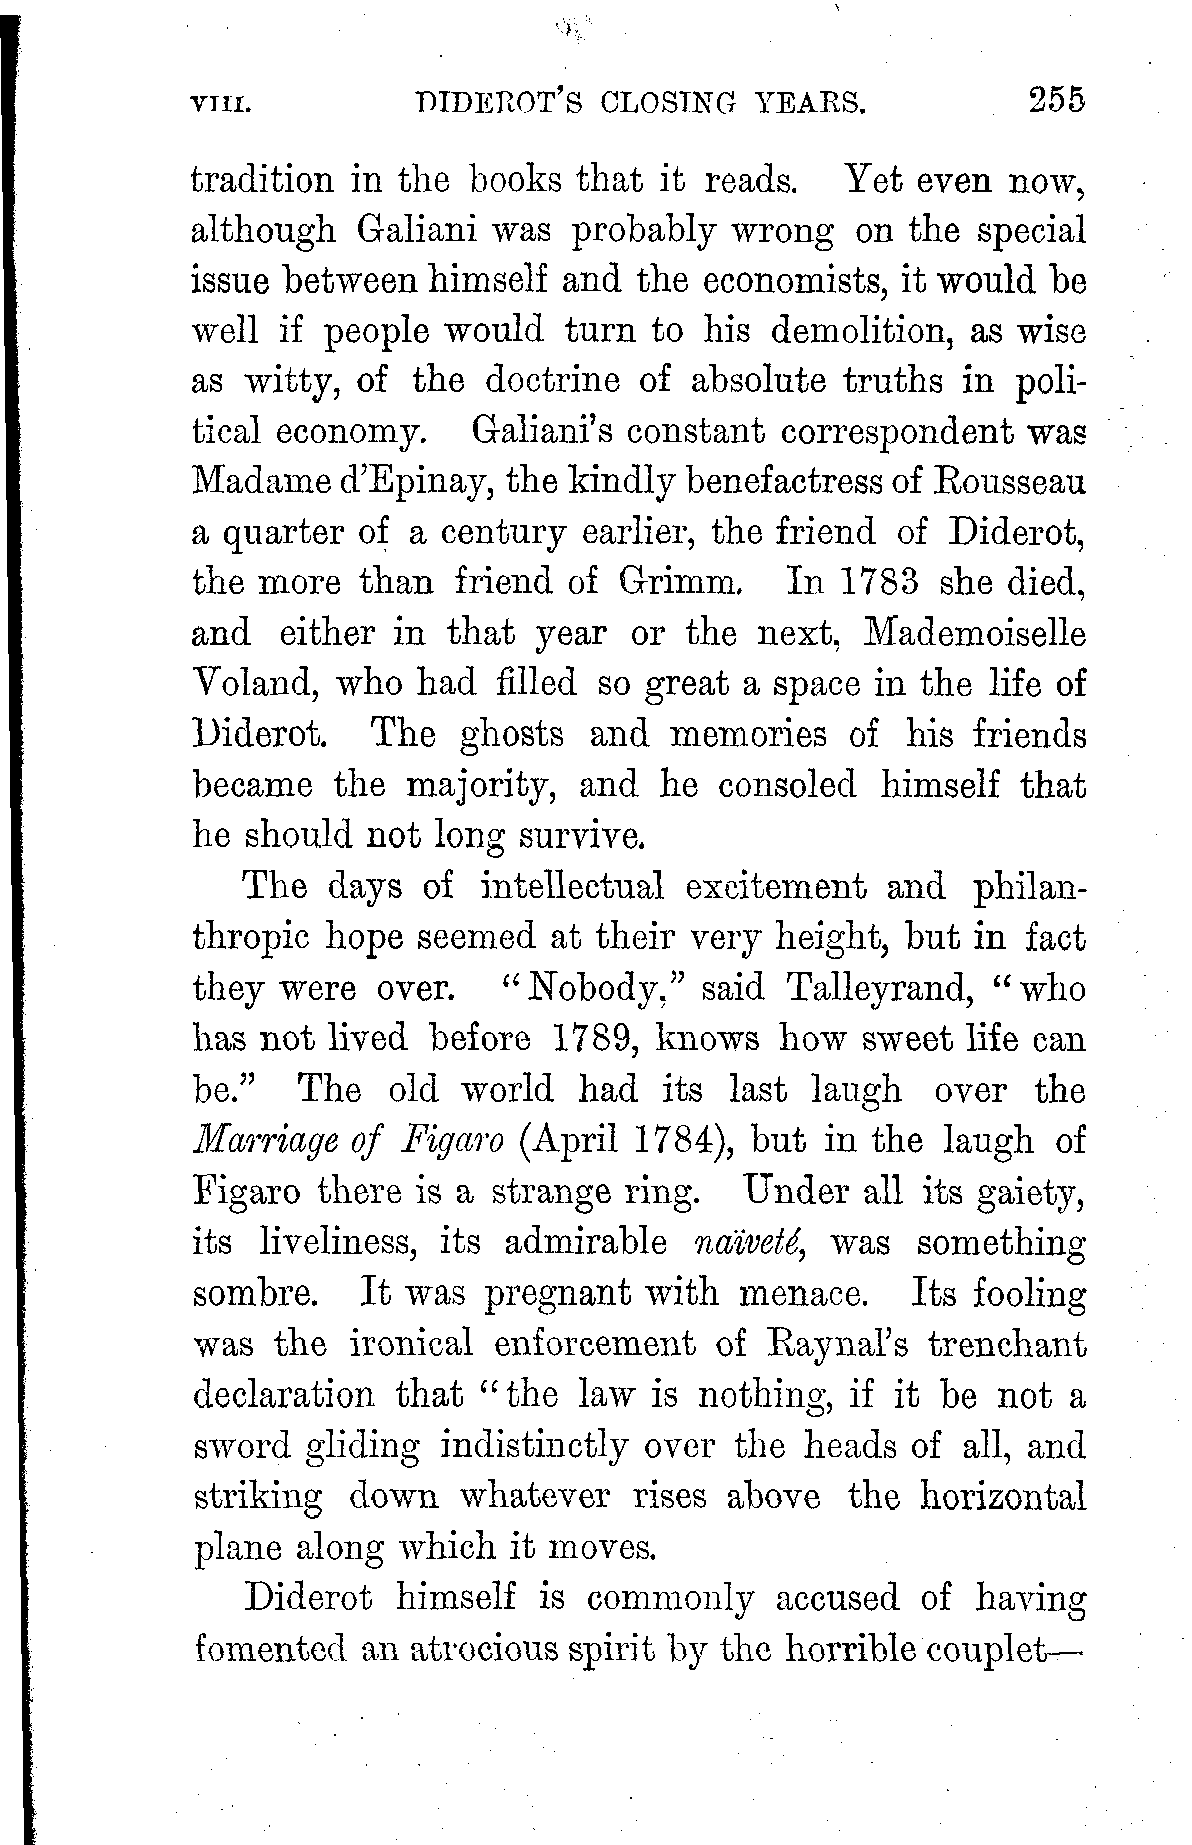 VIII. DIDEROT'S CLOSING YEARS. 255
tradition in the books that it reads. Yet even now,
although Galiani was probably wrong on the special
issue between himself and the economists, it would be
well if people would turn to his demolition, as wise
as witty, of the doctrine of absolute truths in poli-
tical economy. Galiani's constant correspondent was
Madame d'Epinay, the kindly benefactress of Rousseau
a quarter of a century earlier, the friend of Diderot,
the more than friend of Grimm. In 1783 she died,
and either in that year or the next, Mademoiselle
Voland, who had filled so great a space in the life of
Diderot. The ghosts and memories of his friends
became the majority, and he consoled himself that
he should not long survive.
The days of intellectual excitement and philan-
thropic hope seemed at their very height, but in fact
they were over. "Nobody," said Talleyrand, "who
has not lived before 1789, knows how sweet life can
be." The old world had its last laugh over the
Marriage of Figaro (April 1784), but in the laugh of
Figaro there is a strange ring. Under all its gaiety,
its liveliness, its admirable naïveté, was something
sombre. It was pregnant with menace. Its fooling
was the ironical enforcement of Raynal's trenchant
declaration that "the law is nothing, if it be not a
sword gliding indistinctly over the heads of all, and
striking down whatever rises above the horizontal
plane along which it moves.
Diderot himself is commonly accused of having
fomented an atrocious spirit by the horrible couplet—